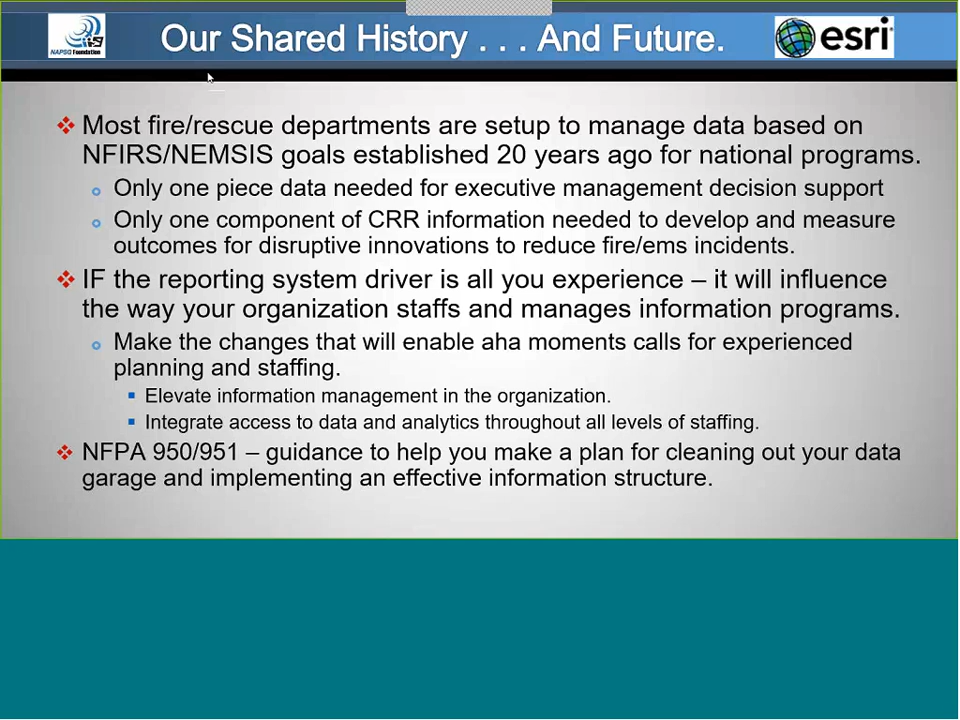 Our Shared History . . . And Future.
NAPSG Foundation
esri
Most fire/rescue departments are setup to manage data based on
NFIRS/NEMSIS goals established 20 years ago for national programs.
Only one piece data needed for executive management decision support
Only one component of CRR information needed to develop and measure
outcomes for disruptive innovations to reduce fire/ems incidents.
IF the reporting system driver is all you experience – it will influence
the way your organization staffs and manages information programs.
Make the changes that will enable aha moments calls for experienced
planning and staffing.
Elevate information management in the organization.
Integrate access to data and analytics throughout all levels of staffing.
NFPA 950/951 – guidance to help you make a plan for cleaning out your data
garage and implementing an effective information structure.